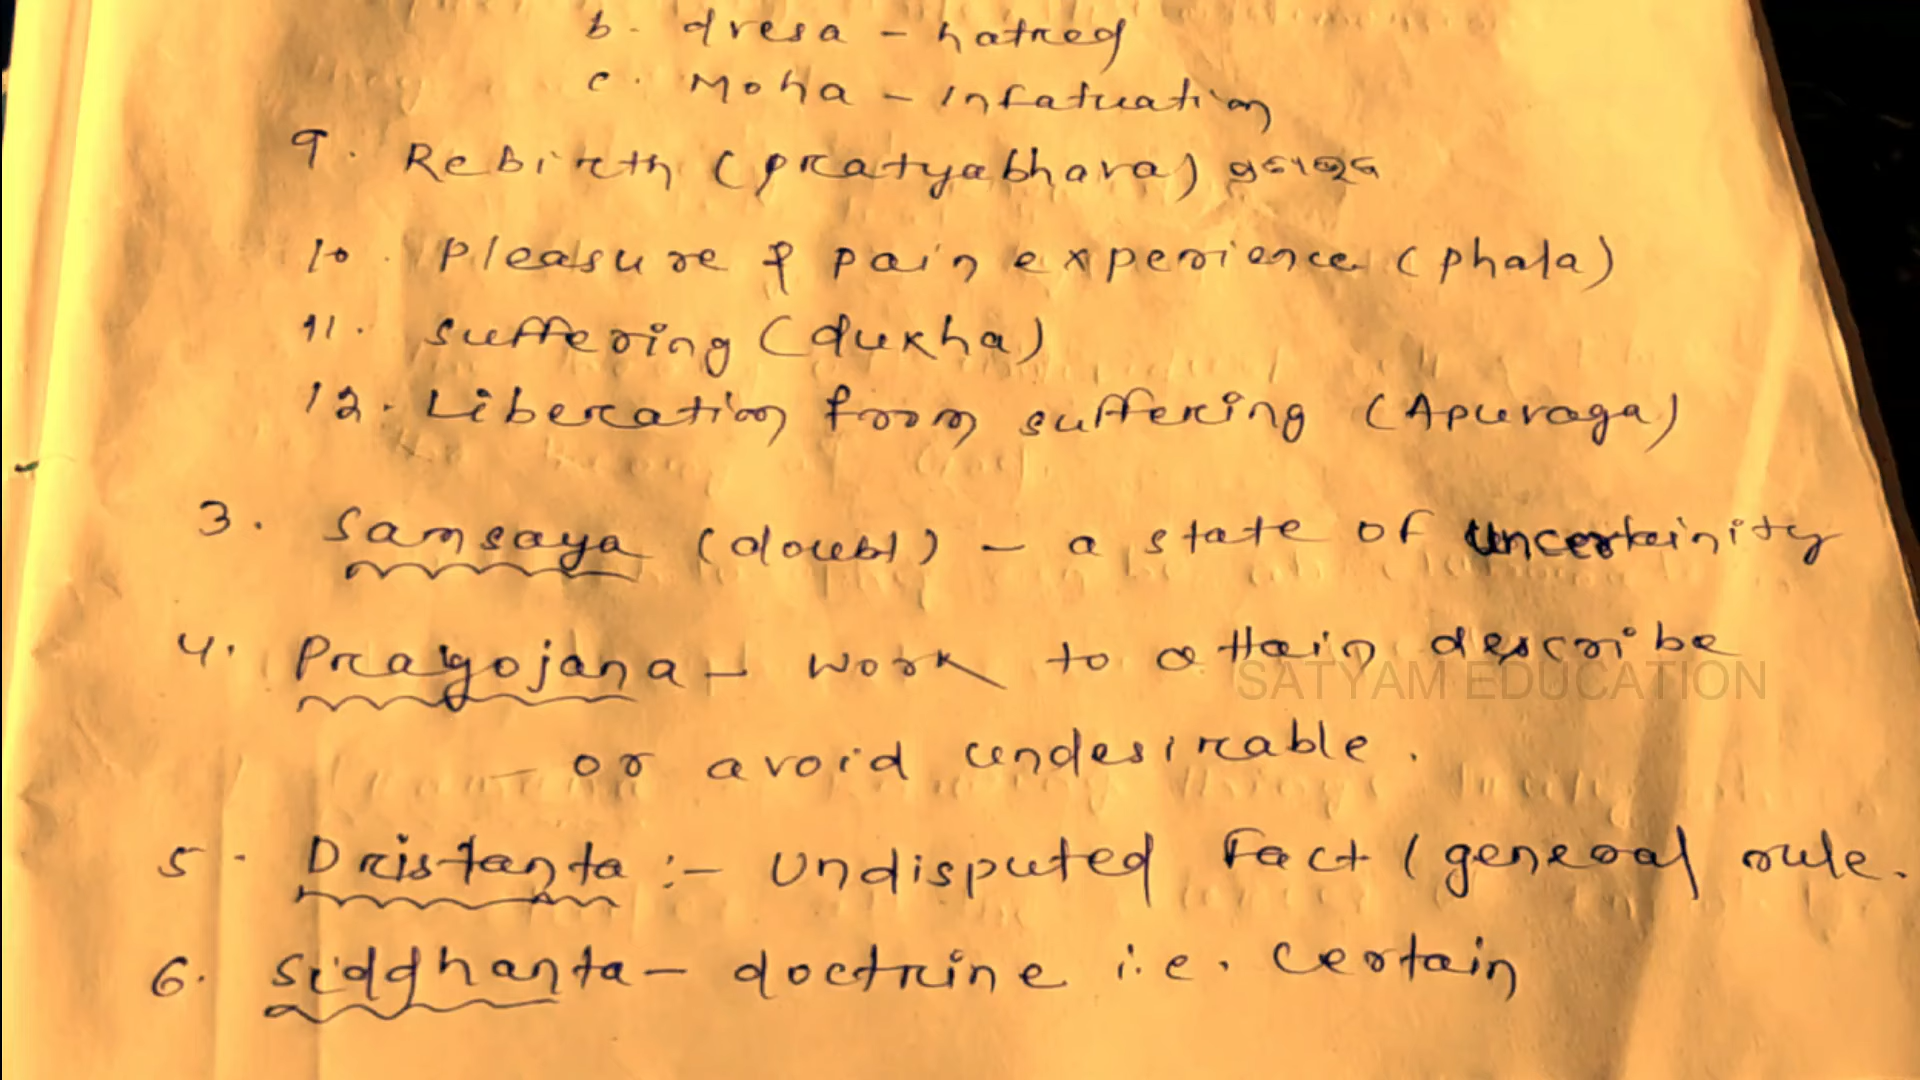 b. dvesa - hatred
c. Moha - Infatuation
9. Rebirth (pratyabhava)
10. Pleasure & pain experience (phala)
11. suffering (dukha)
12. Liberation from suffering (Apuvaga)
3. Samsaya (doubt) - a state of uncertainity
4. Prayojana - work to attain describe
SATYAM EDUCATION
or avoid undesirable.
5. Dristanta :- Undisputed Fact (general rule.
6. Siddhanta - doctrine i.e. certain